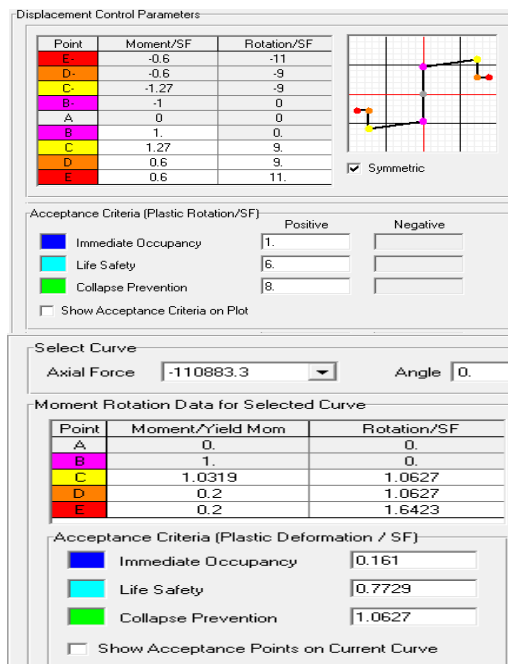 Displacement Control Parameters
Point Moment/SF Rotation/SF
E- -0.6 -11
D- -0.6 -9
C- -1.27 -9
B- -1 0
A 0 0
B 1. 0.
C 1.27 9.
D 0.6 9.
E 0.6 11.
Symmetric
Acceptance Criteria (Plastic Rotation/SF)
Positive Negative
Immediate Occupancy 1.
Life Safety 6.
Collapse Prevention 8.
Show Acceptance Criteria on Plot
Select Curve
Axial Force -110883.3 Angle 0.
Moment Rotation Data for Selected Curve
Point Moment/Yield Mom Rotation/SF
A 0. 0.
B 1. 0.
C 1.0319 1.0627
D 0.2 1.0627
E 0.2 1.6423
Acceptance Criteria (Plastic Deformation / SF)
Immediate Occupancy 0.161
Life Safety 0.7729
Collapse Prevention 1.0627
Show Acceptance Points on Current Curve